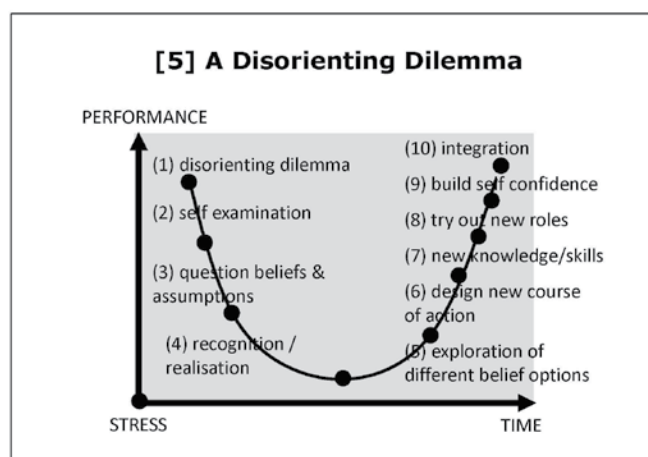 [5] A Disorienting Dilemma
PERFORMANCE
(1) disorienting dilemma
(2) self examination
(3) question beliefs &
assumptions
(4) recognition /
realisation
(10) integration
(9) build self confidence
(8) try out new roles
(7) new knowledge/skills
(6) design new course
of action
(5) exploration of
different belief options
STRESS
TIME